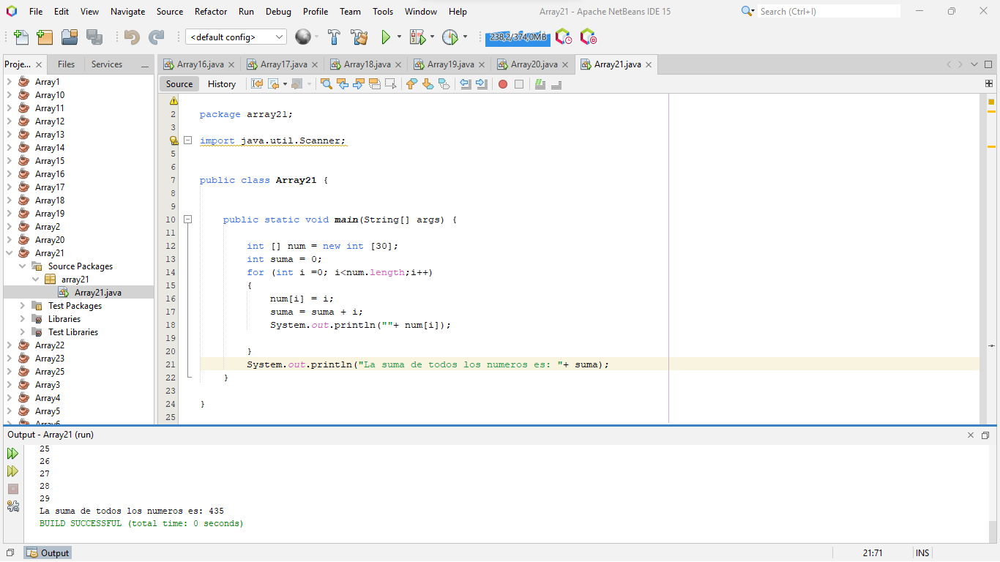 File Edit View Navigate Source Refactor Run Debug Profile Team Tools Window Help Array21 - Apache NetBeans IDE 15 Search (Ctrl+I)
<default config> 238,2/374,0MB
Proje... Files Services Array16.java Array17.java Array18.java Array19.java Array20.java Array21.java
Source History
Array1
Array10
Array11
Array12
Array13
Array14
Array15
Array16
Array17
Array18
Array19
Array2
Array20
Array21
Source Packages
array21
Array21.java
Test Packages
Libraries
Test Libraries
Array22
Array23
Array25
Array3
Array4
Array5
Array6
2 package array21;
3
import java.util.Scanner;
5
6
7 public class Array21 {
8
9
10 public static void main(String[] args) {
11
12 int [] num = new int [30];
13 int suma = 0;
14 for (int i =0; i<num.length;i++)
15 {
16 num[i] = i;
17 suma = suma + i;
18 System.out.println(""+ num[i]);
19
20 }
21 System.out.println("La suma de todos los numeros es: "+ suma);
22 }
23
24 }
25
Output - Array21 (run)
25
26
27
28
29
La suma de todos los numeros es: 435
BUILD SUCCESSFUL (total time: 0 seconds)
Output 21:71 INS